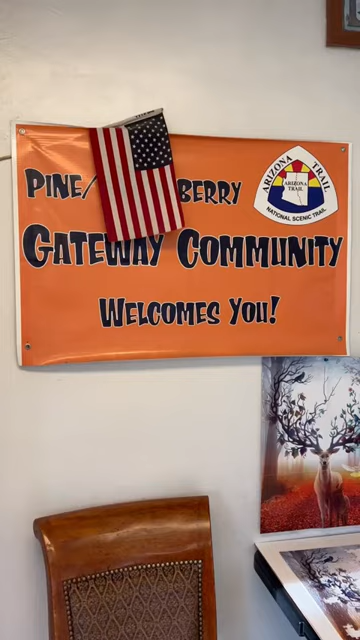 PINE/ BERRY
GATEWAY COMMUNITY
WELCOMES YOU!
ARIZONA TRAIL
ARIZONA
TRAIL
NATIONAL SCENIC TRAIL